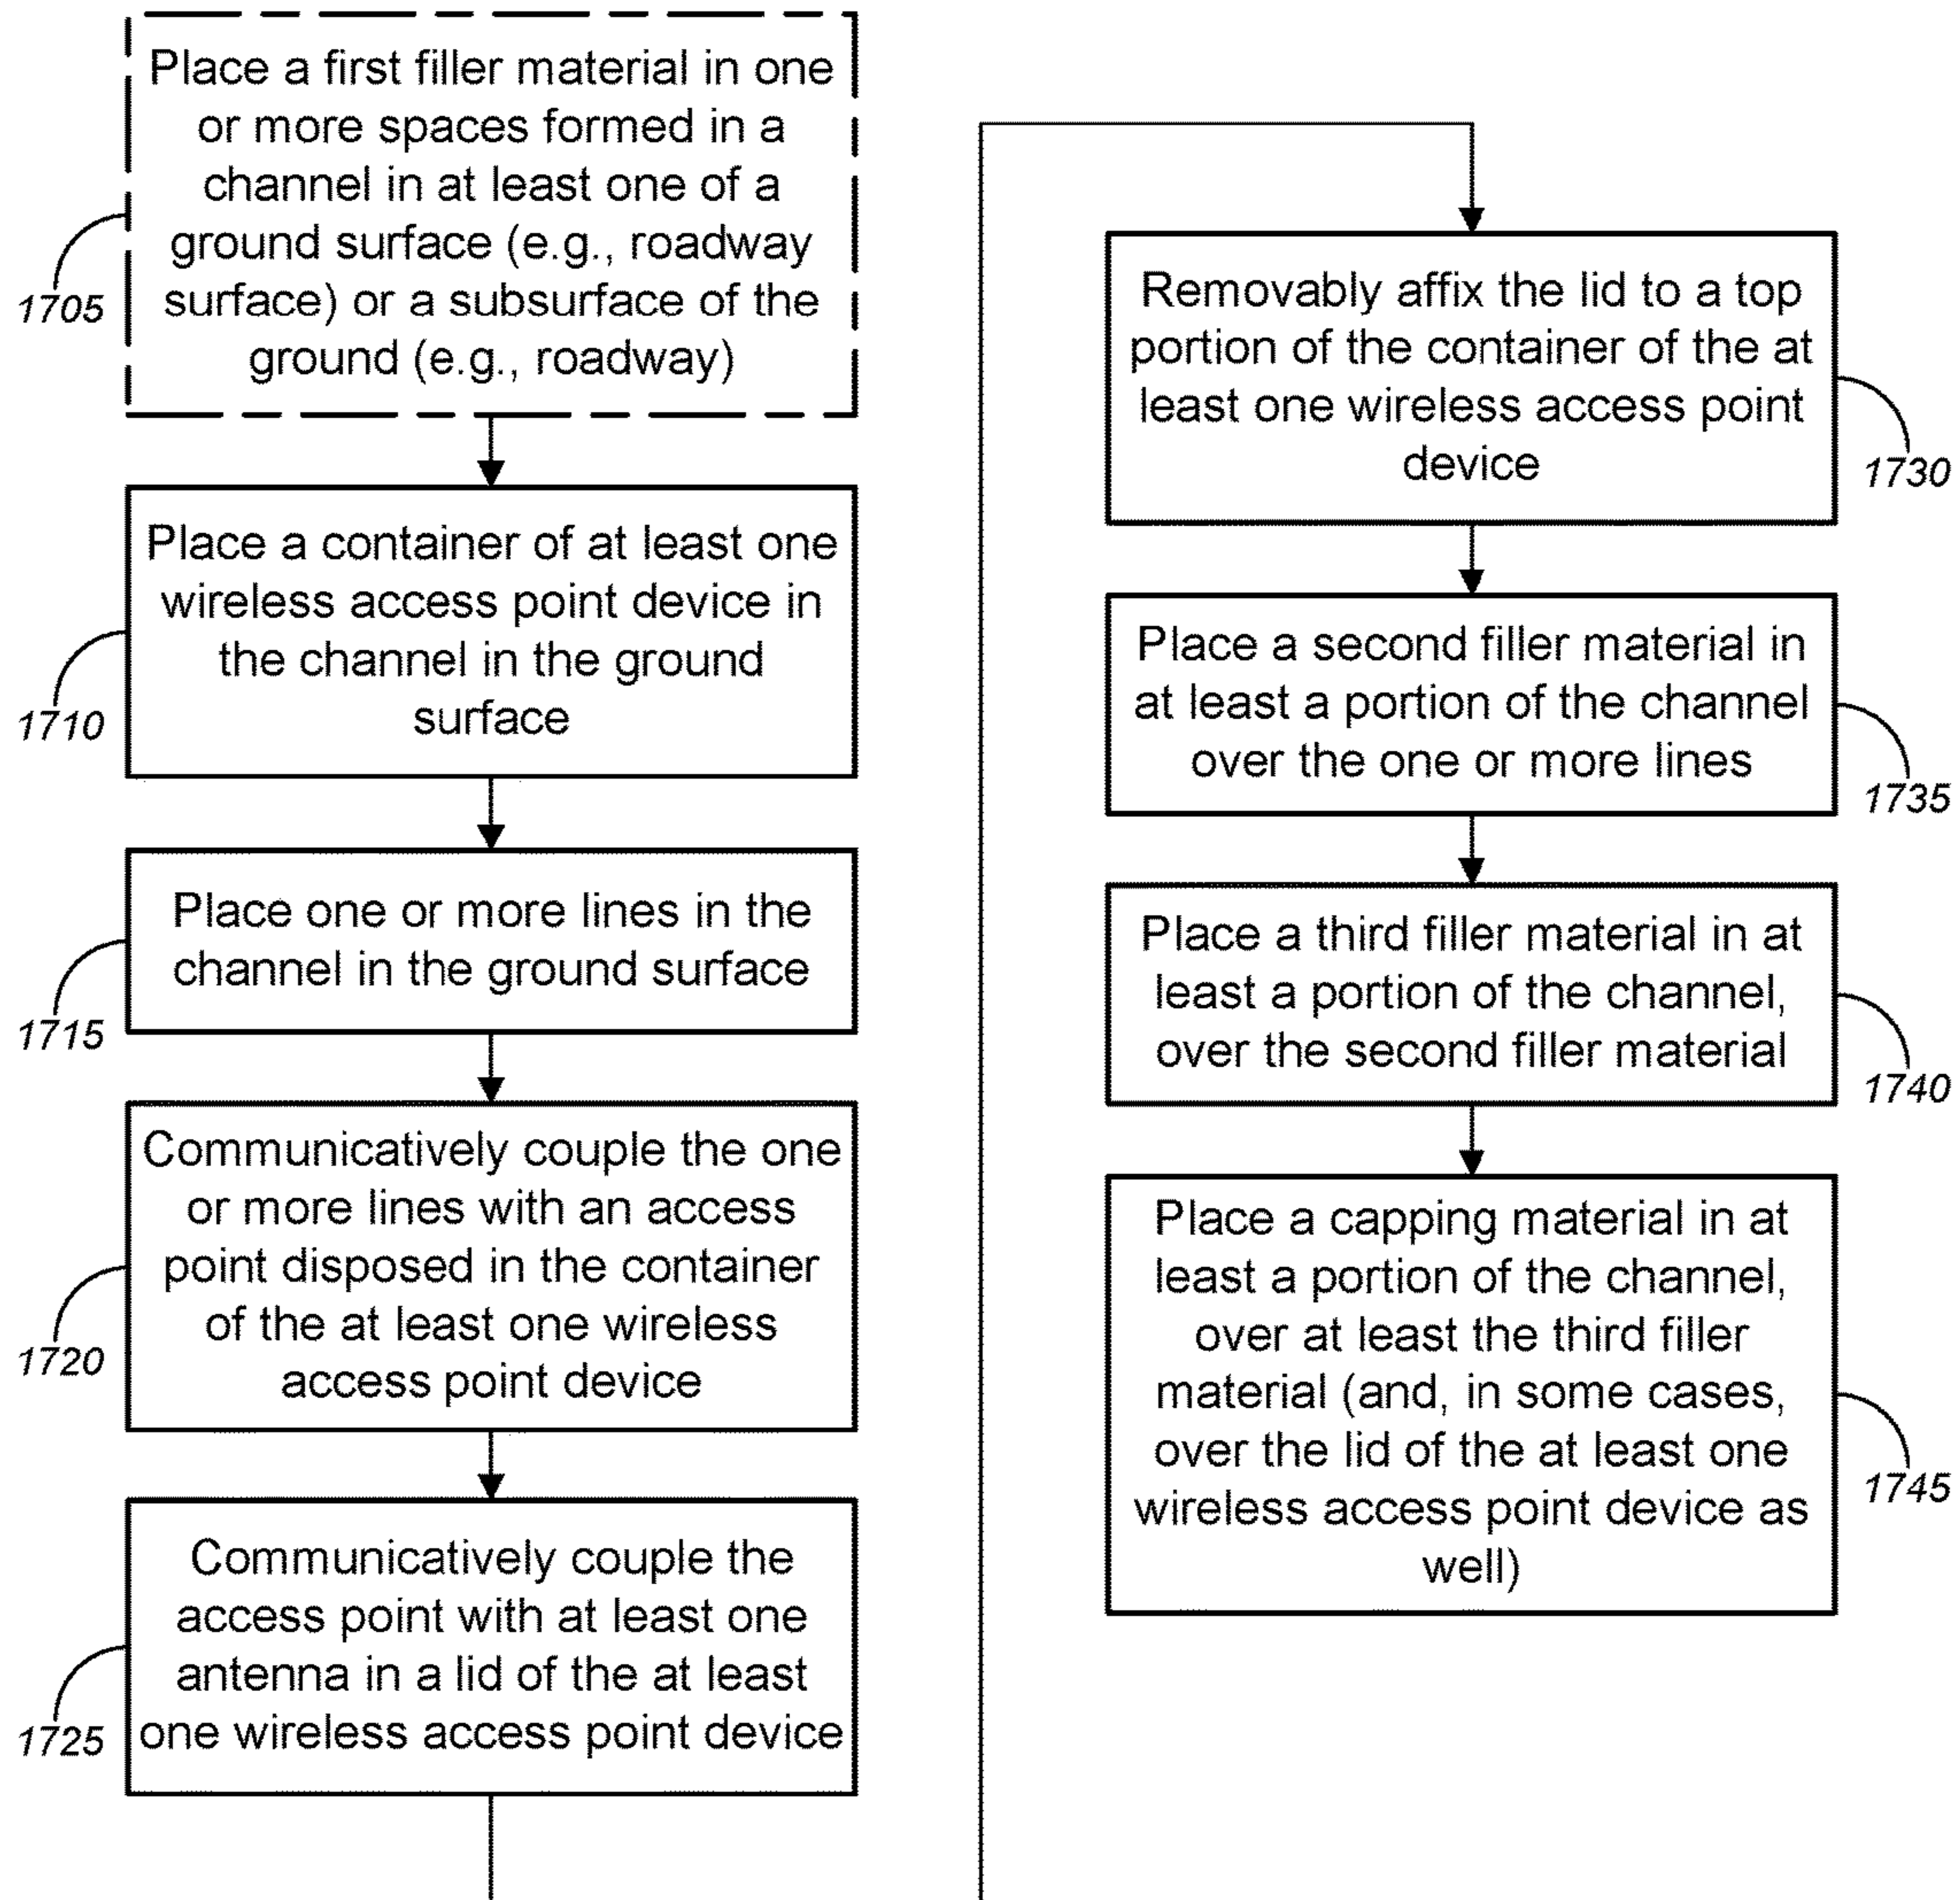 Place a first filler material in one
or more spaces formed in a
channel in at least one of a
ground surface (e.g., roadway
surface) or a subsurface of the
ground (e.g., roadway)
1705
Place a container of at least one
wireless access point device in
the channel in the ground
surface
1710
Place one or more lines in the
channel in the ground surface
1715
Communicatively couple the one
or more lines with an access
point disposed in the container
of the at least one wireless
access point device
1720
Communicatively couple the
access point with at least one
antenna in a lid of the at least
one wireless access point device
1725
Removably affix the lid to a top
portion of the container of the at
least one wireless access point
device
1730
Place a second filler material in
at least a portion of the channel
over the one or more lines
1735
Place a third filler material in at
least a portion of the channel,
over the second filler material
1740
Place a capping material in at
least a portion of the channel,
over at least the third filler
material (and, in some cases,
over the lid of the at least one
wireless access point device as
well)
1745